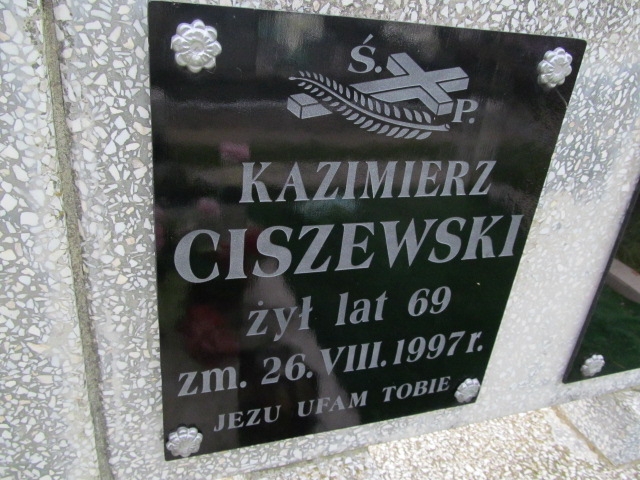 Ś. P.
KAZIMIERZ
CISZEWSKI
żył lat 69
zm. 26. VIII. 1997 r.
JEZU UFAM TOBIE